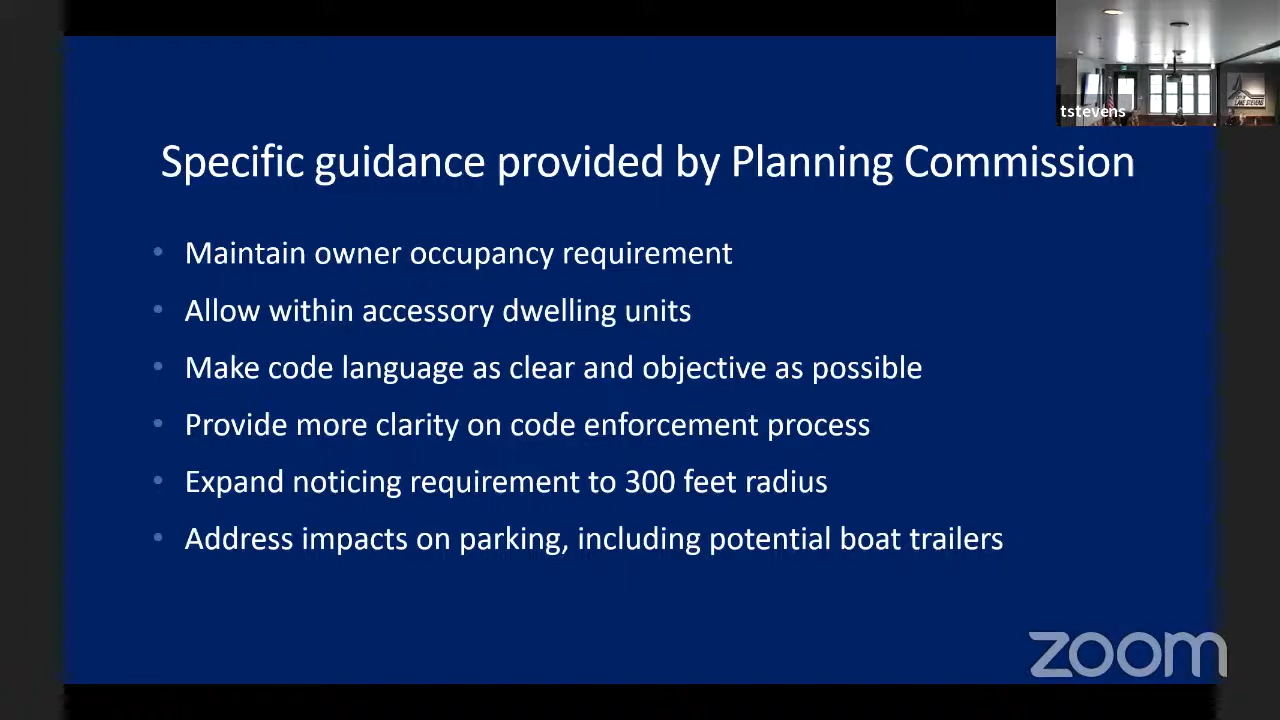 tstevens
LAKE STEVENS
Specific guidance provided by Planning Commission
• Maintain owner occupancy requirement
• Allow within accessory dwelling units
• Make code language as clear and objective as possible
• Provide more clarity on code enforcement process
• Expand noticing requirement to 300 feet radius
• Address impacts on parking, including potential boat trailers
zoom